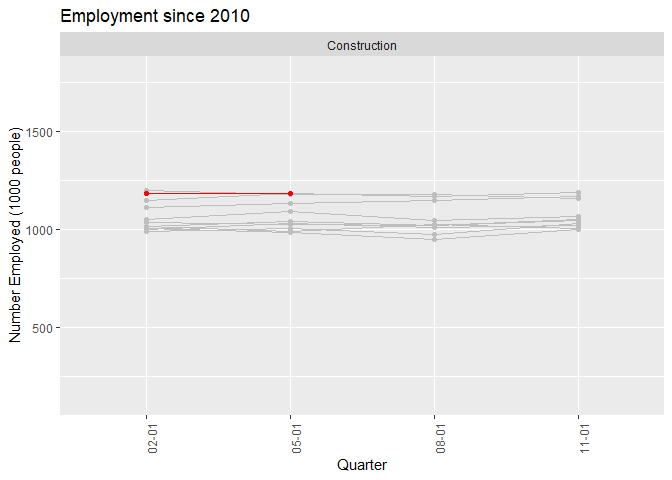 Employment since 2010
Construction
Number Employed (1000 people)
1500
1000
500
02-01
05-01
08-01
11-01
Quarter